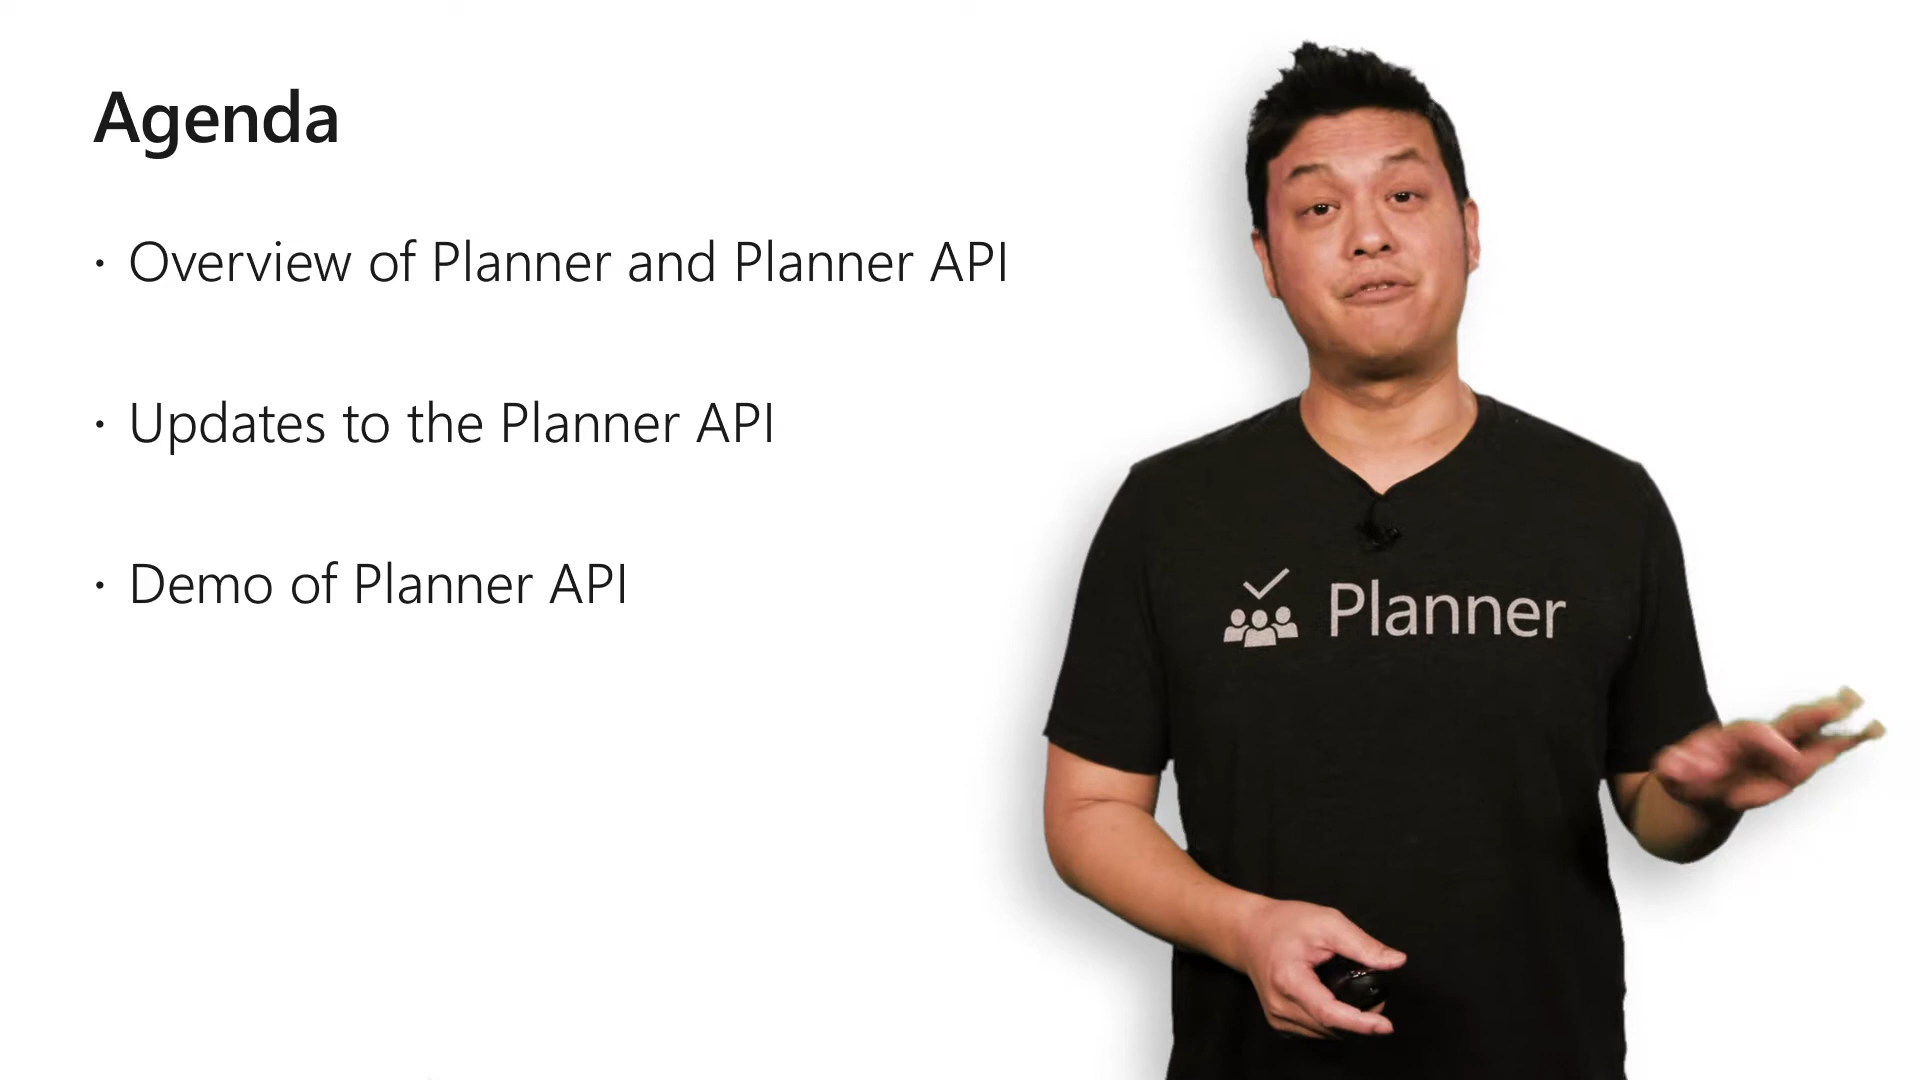 Agenda
· Overview of Planner and Planner API
· Updates to the Planner API
· Demo of Planner API
Planner